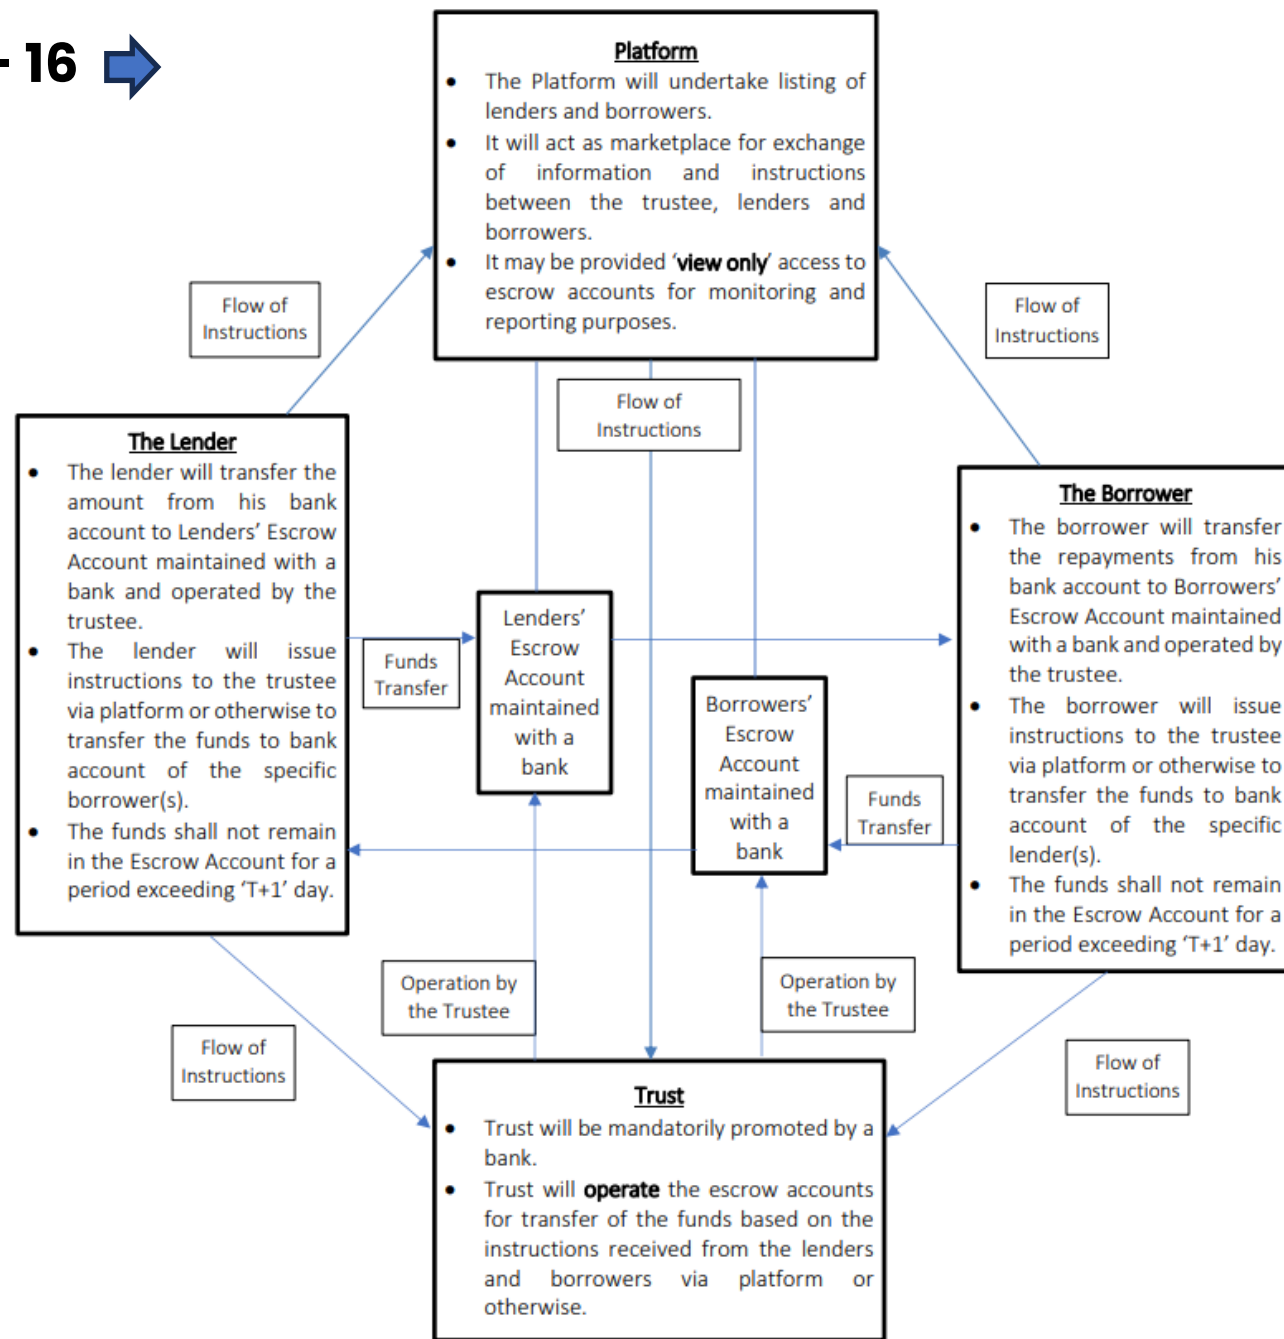 - 16
Platform
• The Platform will undertake listing of
lenders and borrowers.
• It will act as marketplace for exchange
of information and instructions
between the trustee, lenders and
borrowers.
• It may be provided ‘view only’ access to
escrow accounts for monitoring and
reporting purposes.
Flow of
Instructions
Flow of
Instructions
Flow of
Instructions
The Lender
• The lender will transfer the
amount from his bank
account to Lenders’ Escrow
Account maintained with a
bank and operated by the
trustee.
• The lender will issue
instructions to the trustee
via platform or otherwise to
transfer the funds to bank
account of the specific
borrower(s).
• The funds shall not remain
in the Escrow Account for a
period exceeding ‘T+1’ day.
Funds
Transfer
Lenders’
Escrow
Account
maintained
with a
bank
Borrowers’
Escrow
Account
maintained
with a
bank
Funds
Transfer
The Borrower
• The borrower will transfer
the repayments from his
bank account to Borrowers’
Escrow Account maintained
with a bank and operated by
the trustee.
• The borrower will issue
instructions to the trustee
via platform or otherwise to
transfer the funds to bank
account of the specific
lender(s).
• The funds shall not remain
in the Escrow Account for a
period exceeding ‘T+1’ day.
Operation by
the Trustee
Operation by
the Trustee
Flow of
Instructions
Flow of
Instructions
Trust
• Trust will be mandatorily promoted by a
bank.
• Trust will operate the escrow accounts
for transfer of the funds based on the
instructions received from the lenders
and borrowers via platform or
otherwise.